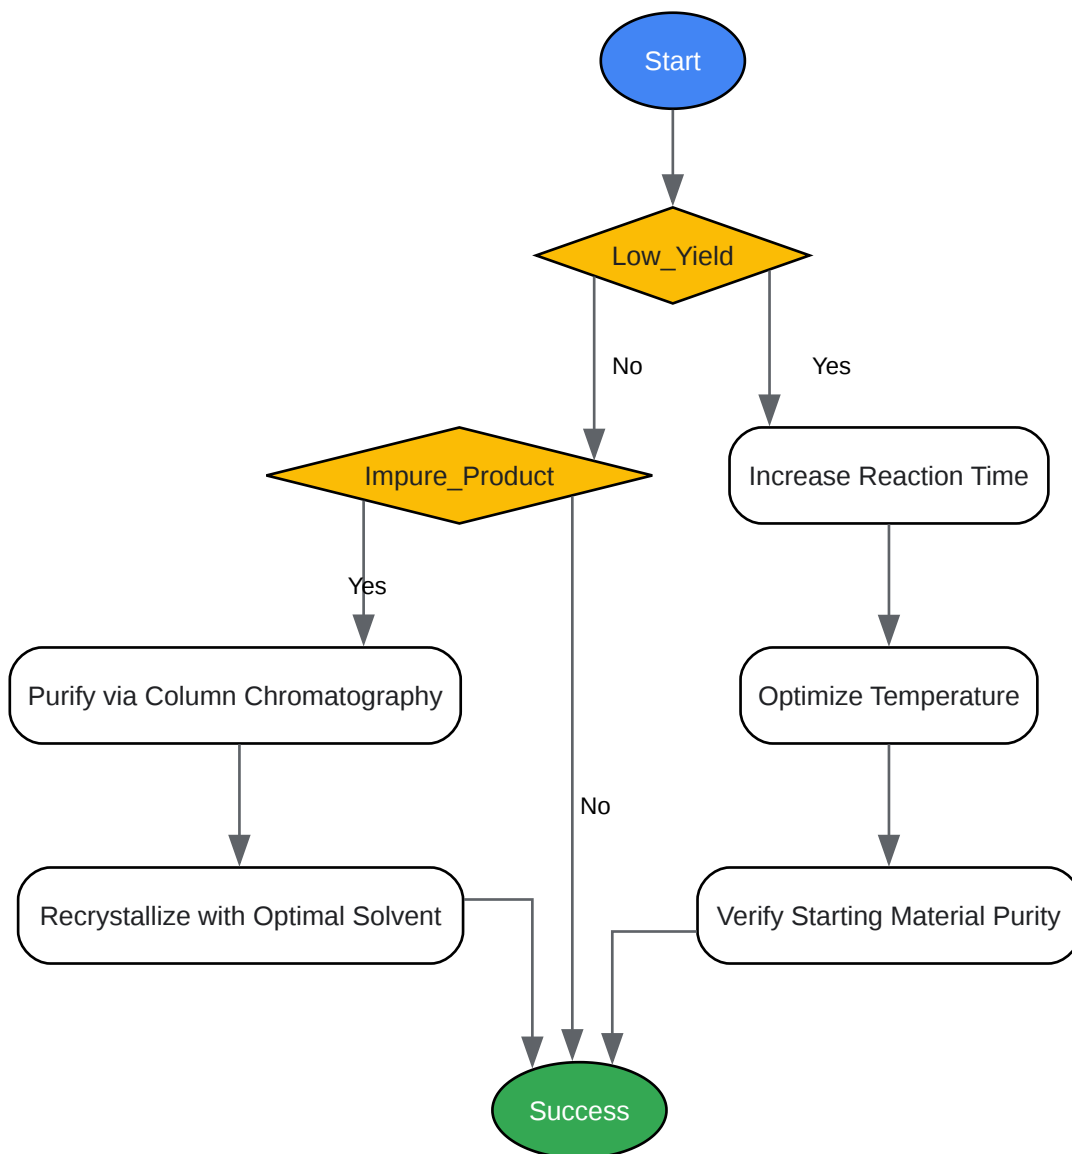 Start
Low_Yield
No
Yes
Impure_Product
Increase Reaction Time
Yes
Purify via Column Chromatography
Optimize Temperature
No
Recrystallize with Optimal Solvent
Verify Starting Material Purity
Success